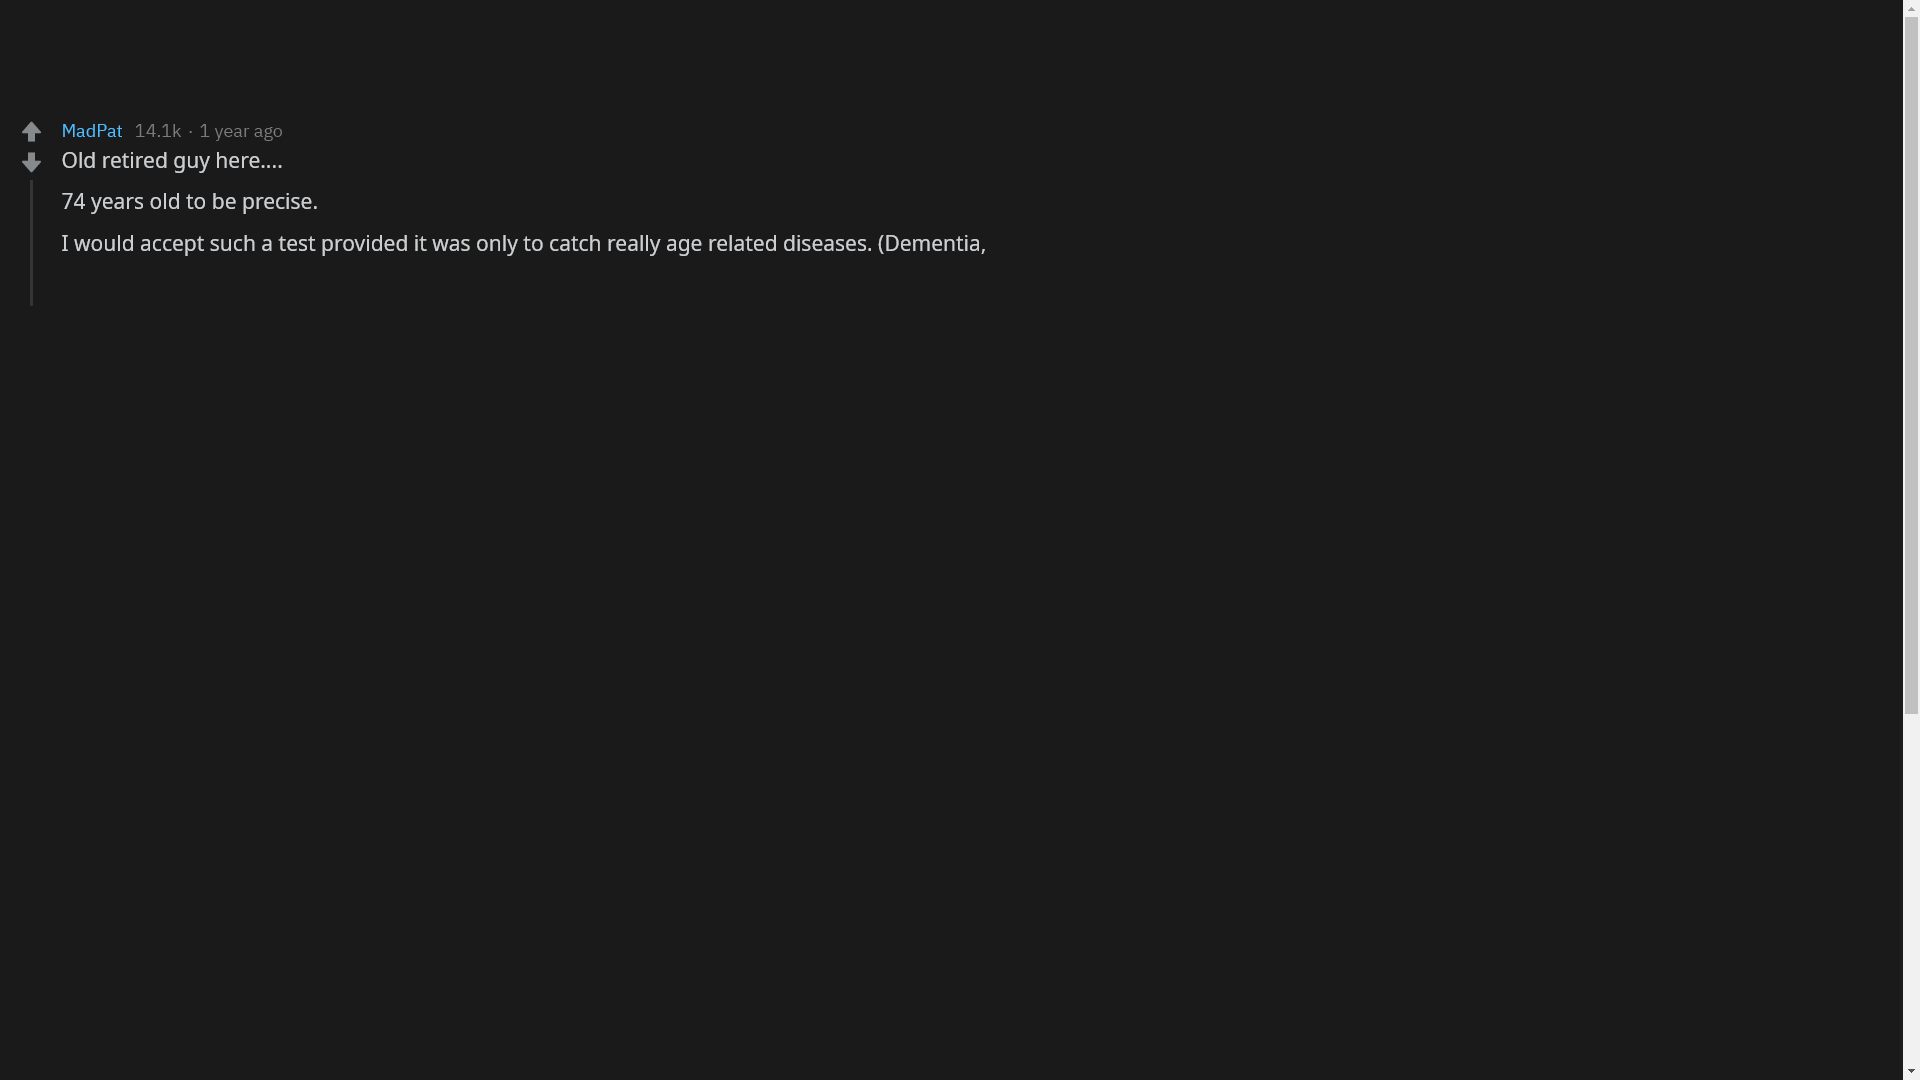 MadPat 14.1k · 1 year ago
Old retired guy here....
74 years old to be precise.
I would accept such a test provided it was only to catch really age related diseases. (Dementia,